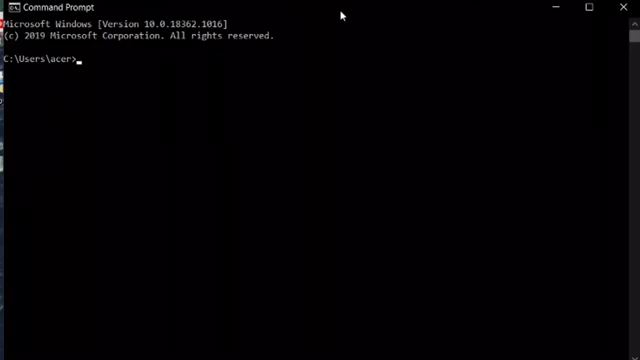 Command Prompt
Microsoft Windows [Version 10.0.18362.1016]
(c) 2019 Microsoft Corporation. All rights reserved.
C:\Users\acer>